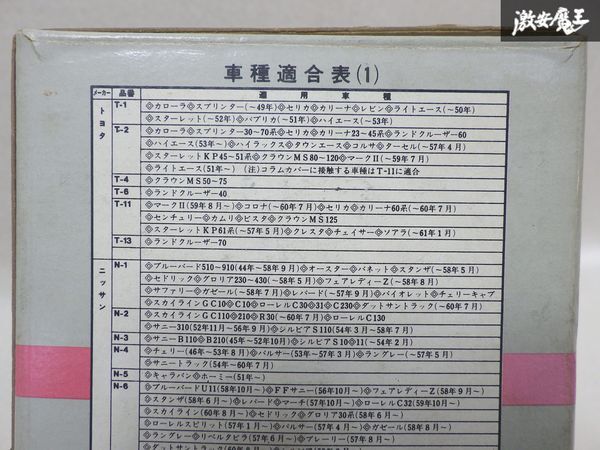 激安魔王
車種適合表(1)
メーカー 品番 適用車種
トヨタ
T-1 ◇カローラ◇スプリンター(〜49年)◇セリカ◇カリーナ◇レビン◇ライトエース(〜50年)
◇スターレット(〜52年)◇パブリカ(〜51年)◇ハイエース(〜53年)
T-2 ◇カローラ◇スプリンター30〜70系◇セリカ◇カリーナ23〜45系◇ランドクルーザー60
◇ハイエース(53年〜)◇ハイラックス◇タウンエース◇コルサ◇ターセル(〜57年4月)
◇スターレットKP45〜51系◇クラウンMS80〜120◇マークⅡ(〜59年7月)
◇ライトエース(51年〜) (注)コラムカバーに接触する車種はT-11に適合
T-4 ◇クラウンMS50〜75
T-6 ◇ランドクルーザー40
T-11 ◇マークⅡ(59年8月〜)◇コロナ(〜60年7月)◇セリカ◇カリーナ60系(〜60年7月)
◇センチュリー◇カムリ◇ビスタ◇クラウンMS125
◇スターレットKP61系(〜57年5月)◇クレスタ◇チェイサー◇ソアラ(〜61年1月)
T-13 ◇ランドクルーザー70
ニッサン
N-1 ◇ブルーバード510〜910(44年〜58年9月)◇オースター◇バネット◇スタンザ(〜58年5月)
◇セドリック◇グロリア230〜430(〜58年5月)◇フェアレディーZ(〜58年8月)
◇サファリー◇ガゼール(〜58年7月)◇レパード(〜57年9月)◇バイオレット◇チェリーキャブ
◇スカイラインGC10◇C10◇ローレルC30◇31◇C230◇ダットサントラック(〜60年7月)
N-2 ◇スカイラインGC110◇210◇R30(〜60年7月)◇ローレルC130
◇サニー310(52年11月〜56年9月)◇シルビアS110(54年3月〜58年7月)
N-3 ◇サニーB110◇B210(45年〜52年10月)◇シルビアS10◇11(〜54年2月)
N-4 ◇チェリー(46年〜53年8月)◇パルサー(53年〜57年3月)◇ラングレー(〜57年5月)
◇サニートラック(54年〜60年7月)
N-5 ◇キャラバン◇ホーミー(51年〜)
N-6 ◇ブルーバードU11(58年10月〜)◇FFサニー(56年10月〜)◇フェアレディーZ(58年9月〜)
◇スタンザ(58年6月〜)◇レパード◇マーチ(57年10月〜)◇ローレルC32(59年10月〜)
◇スカイライン(60年8月〜)◇セドリック◇グロリア30系(58年6月〜)
◇ローレルスピリット(57年1月〜)◇パルサー(57年4月〜)◇ガゼール(58年8月〜)
◇ラングレー◇リベルタビラ(57年6月〜)◇プレーリー(57年8月〜)